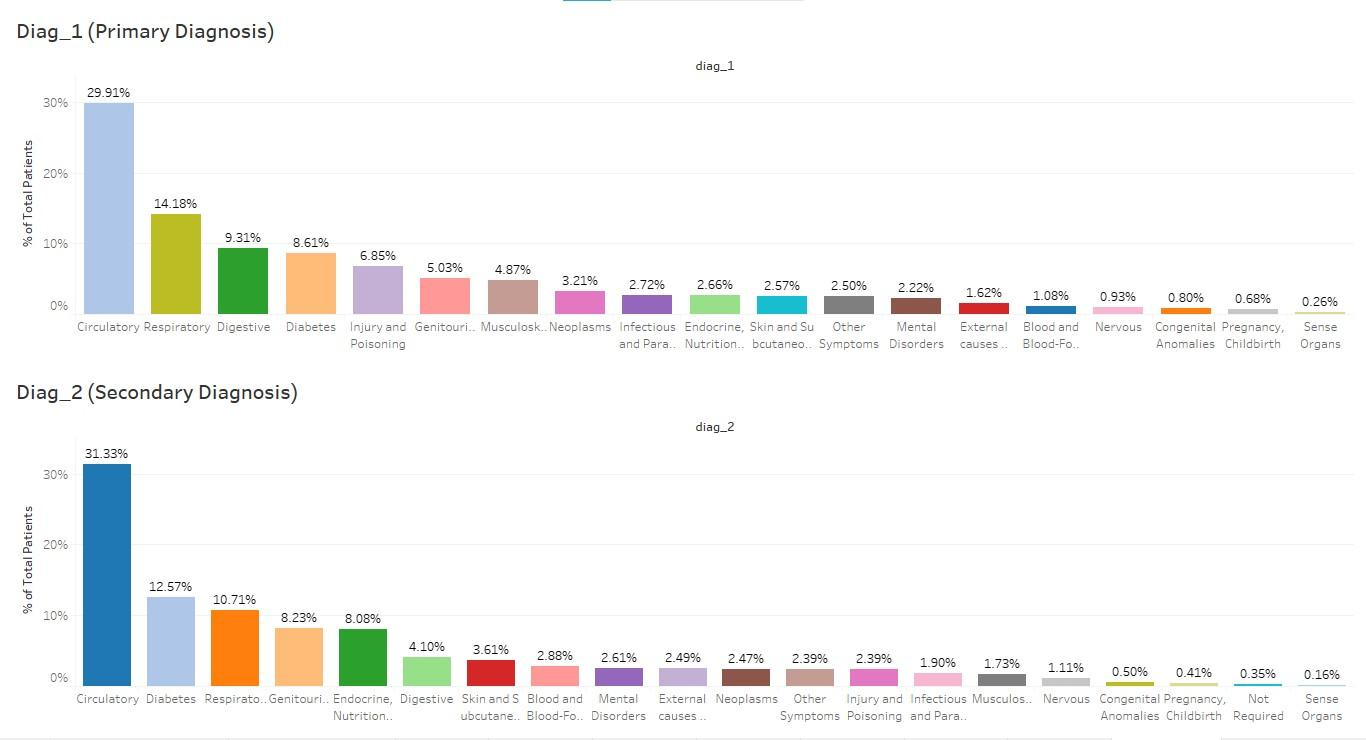 Diag_1 (Primary Diagnosis)
diag_1
% of Total Patients
30%
20%
10%
0%
29.91%
14.18%
9.31%
8.61%
6.85%
5.03%
4.87%
3.21%
2.72%
2.66%
2.57%
2.50%
2.22%
1.62%
1.08%
0.93%
0.80%
0.68%
0.26%
Circulatory
Respiratory
Digestive
Diabetes
Injury and
Poisoning
Genitouri..
Musculosk..
Neoplasms
Infectious
and Para..
Endocrine,
Nutrition..
Skin and Su
bcutaneo..
Other
Symptoms
Mental
Disorders
External
causes ..
Blood and
Blood-Fo..
Nervous
Congenital
Anomalies
Pregnancy,
Childbirth
Sense
Organs
Diag_2 (Secondary Diagnosis)
diag_2
% of Total Patients
30%
20%
10%
0%
31.33%
12.57%
10.71%
8.23%
8.08%
4.10%
3.61%
2.88%
2.61%
2.49%
2.47%
2.39%
2.39%
1.90%
1.73%
1.11%
0.50%
0.41%
0.35%
0.16%
Circulatory
Diabetes
Respirato..
Genitouri..
Endocrine,
Nutrition..
Digestive
Skin and S
ubcutane..
Blood and
Blood-Fo..
Mental
Disorders
External
causes ..
Neoplasms
Other
Symptoms
Injury and
Poisoning
Infectious
and Para..
Musculos..
Nervous
Congenital
Anomalies
Pregnancy,
Childbirth
Not
Required
Sense
Organs